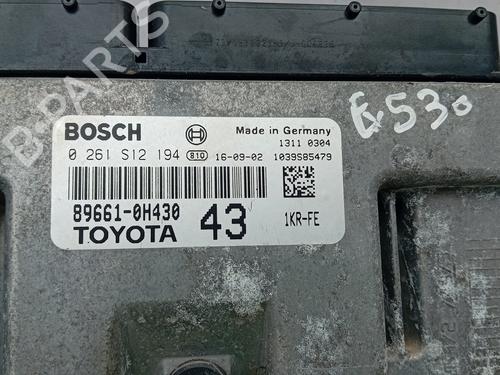 BOSCH
Made in Germany
1311 0304
0 261 S12 194 810 16-09-02 1039S85479
89661-0H430
TOYOTA 43 1KR-FE
G530
B-PARTS